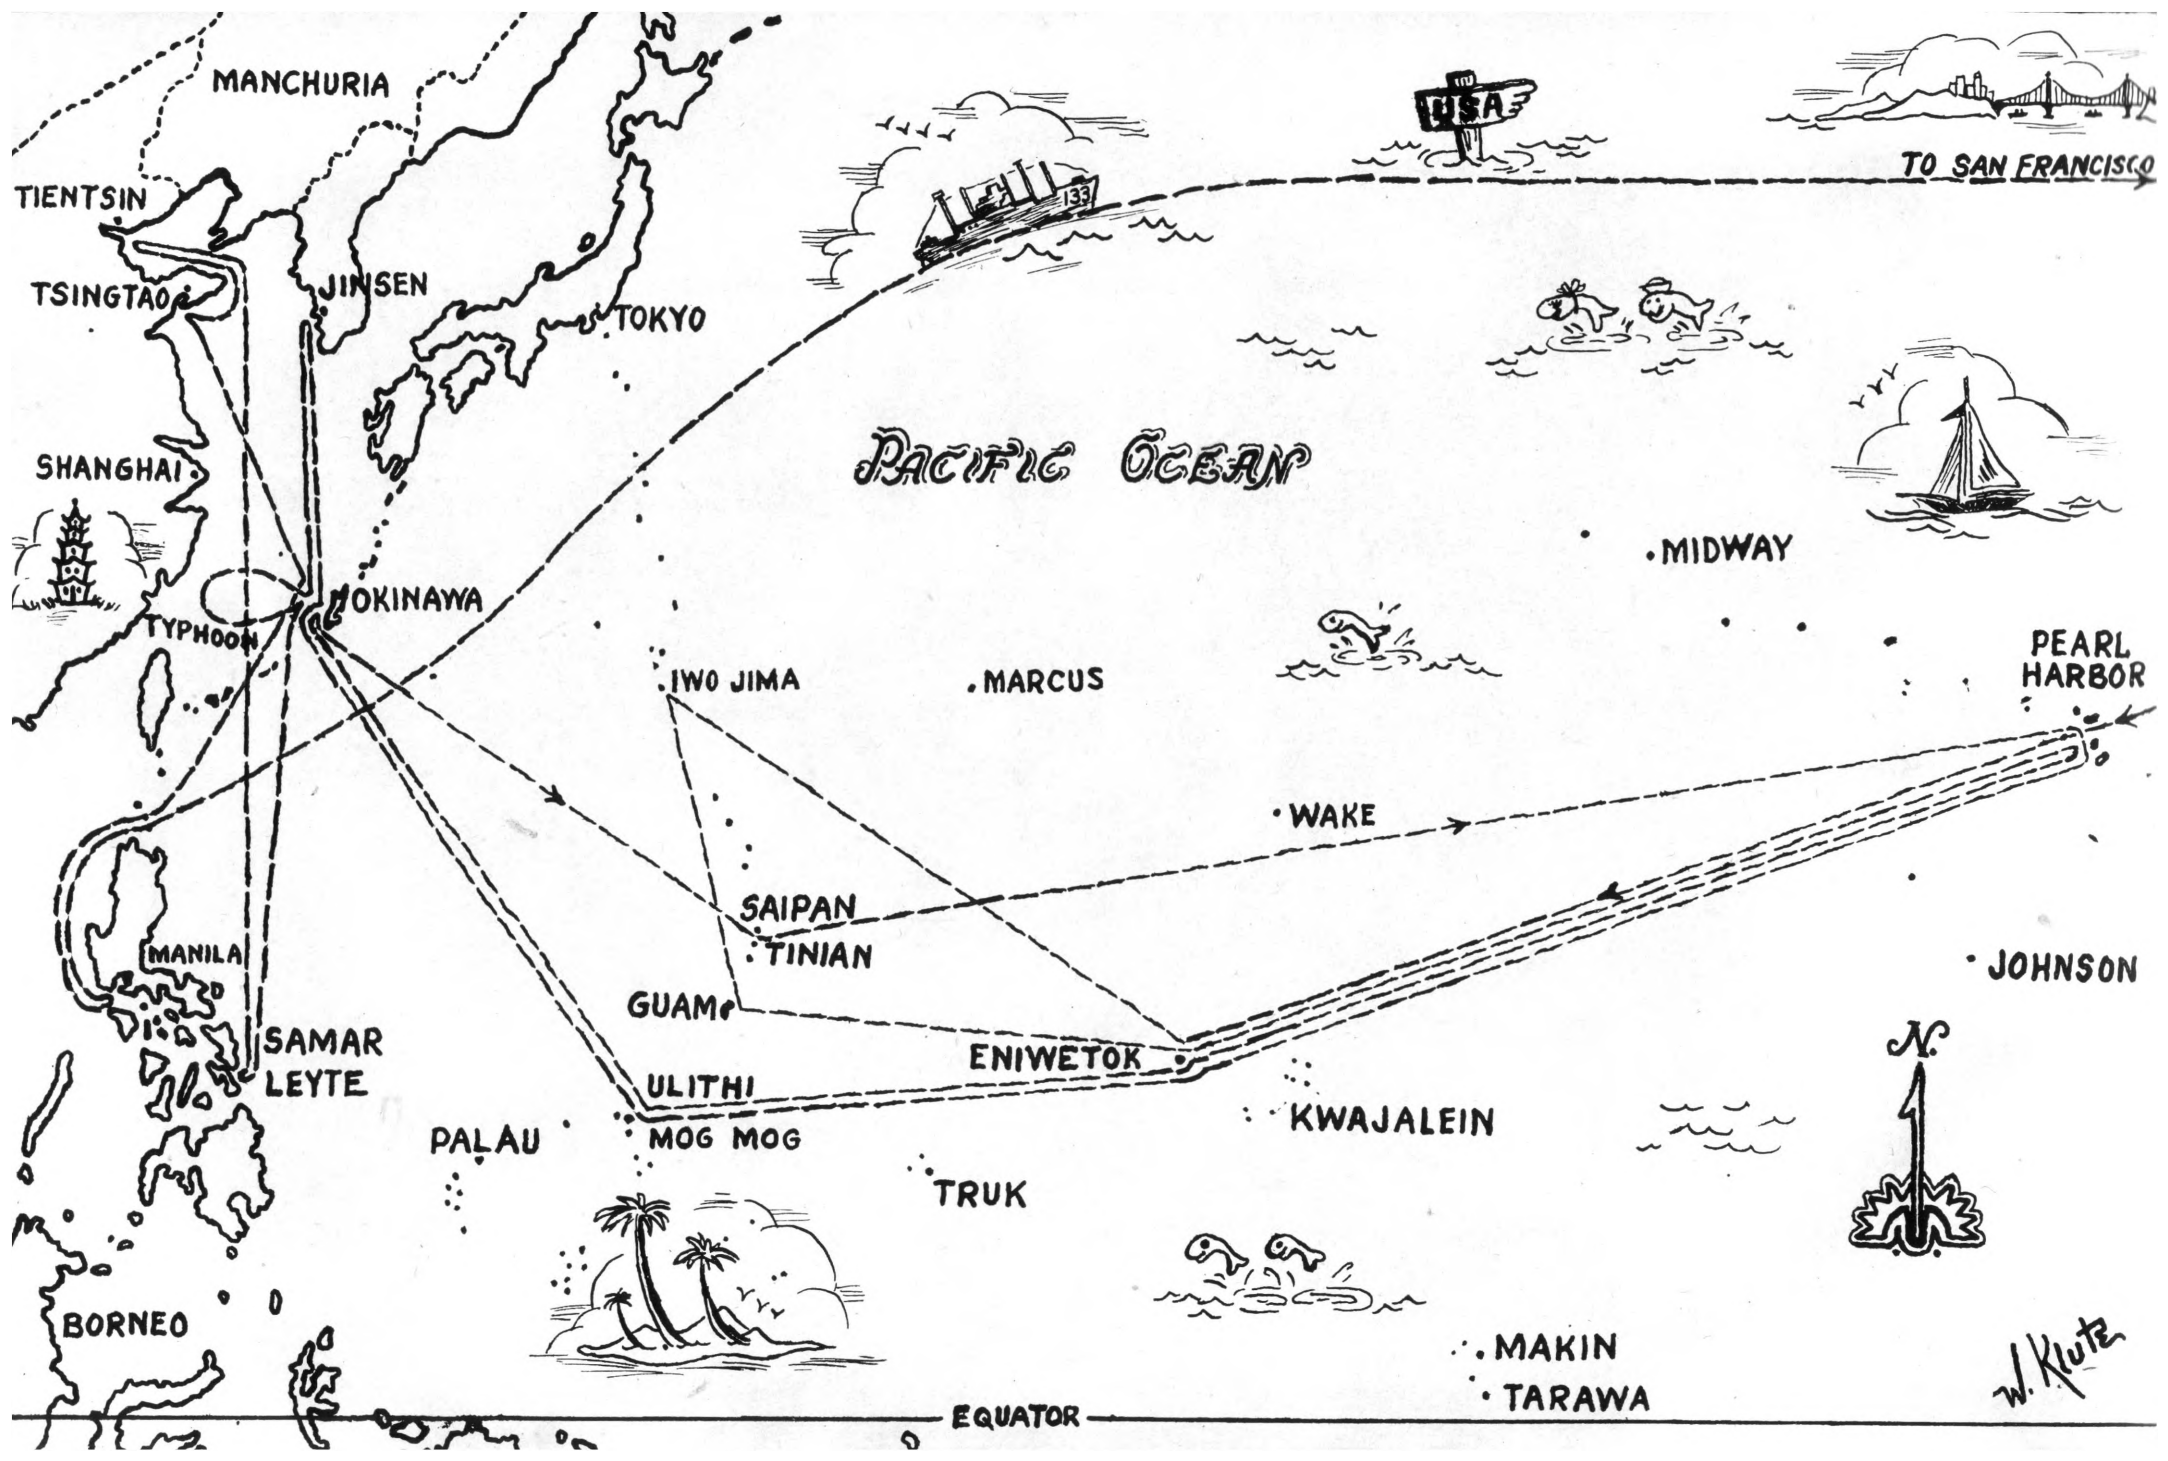 MANCHURIA
USA
TO SAN FRANCISCO
133
TIENTSIN
TSINGTAO
JINSEN
TOKYO
PACIFIC OCEAN
SHANGHAI
MIDWAY
OKINAWA
TYPHOON
PEARL
HARBOR
IWO JIMA
MARCUS
WAKE
SAIPAN
TINIAN
MANILA
JOHNSON
GUAM
SAMAR
LEYTE
ENIWETOK
N.
ULITHI
MOG MOG
PALAU
KWAJALEIN
TRUK
BORNEO
MAKIN
TARAWA
W. Klutz
EQUATOR